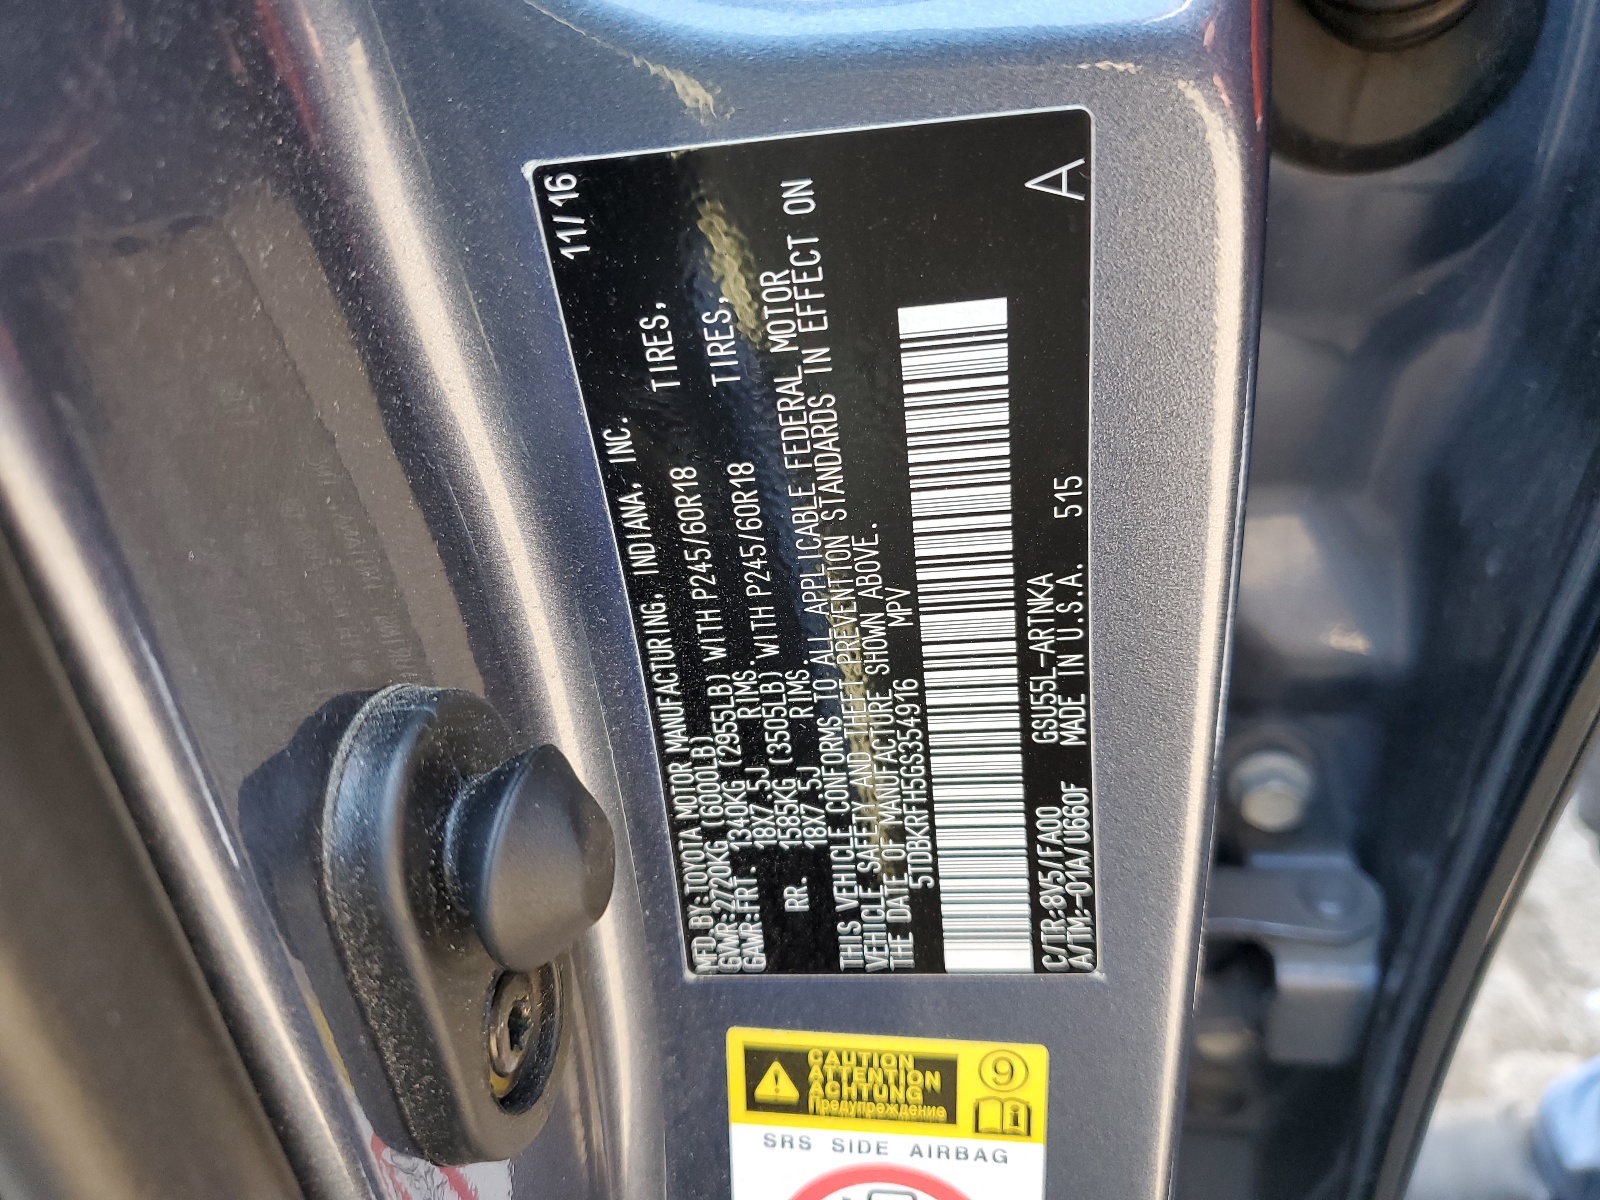 11/16
MFD.BY:TOYOTA MOTOR MANUFACTURING, INDIANA, INC.
GVWR:2720KG (6000LB)
GAWR:FRT. 1340KG (2955LB) WITH P245/60R18 TIRES,
18X7.5J RIMS.
RR. 1585KG (3505LB) WITH P245/60R18 TIRES,
18X7.5J RIMS.
THIS VEHICLE CONFORMS TO ALL APPLICABLE FEDERAL MOTOR
VEHICLE SAFETY AND THEFT PREVENTION STANDARDS IN EFFECT ON
THE DATE OF MANUFACTURE SHOWN ABOVE.
5TDBKRFH5GS354916 MPV
C/TR:8V5/FA00 GSU55L-ARTNKA
A/TM:-01A/U660F MADE IN U.S.A. 515 A
CAUTION
ATTENTION
ACHTUNG
Предупреждение
9
i
SRS SIDE AIRBAG